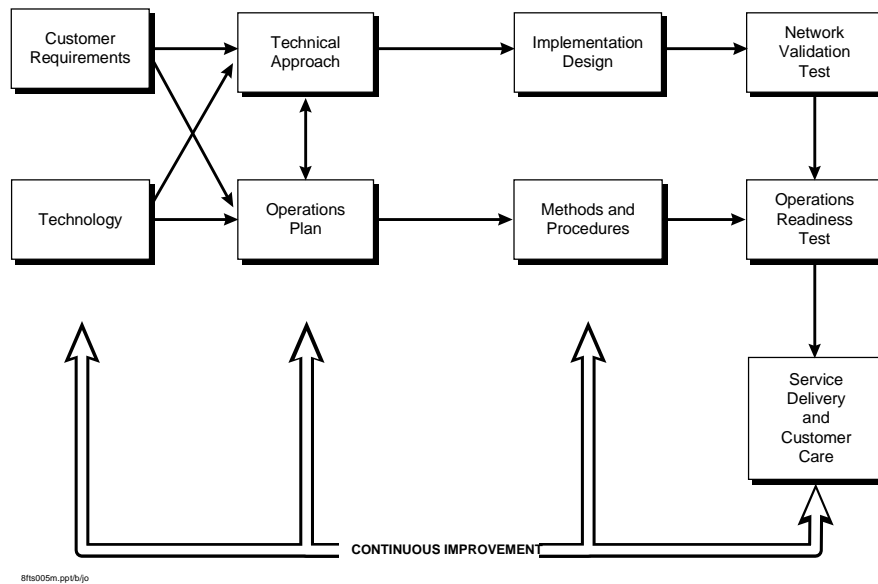 Customer
Requirements
Technical
Approach
Implementation
Design
Network
Validation
Test
Technology
Operations
Plan
Methods and
Procedures
Operations
Readiness
Test
Service
Delivery
and
Customer
Care
CONTINUOUS IMPROVEMENT
8fts005m.ppt/b/jo